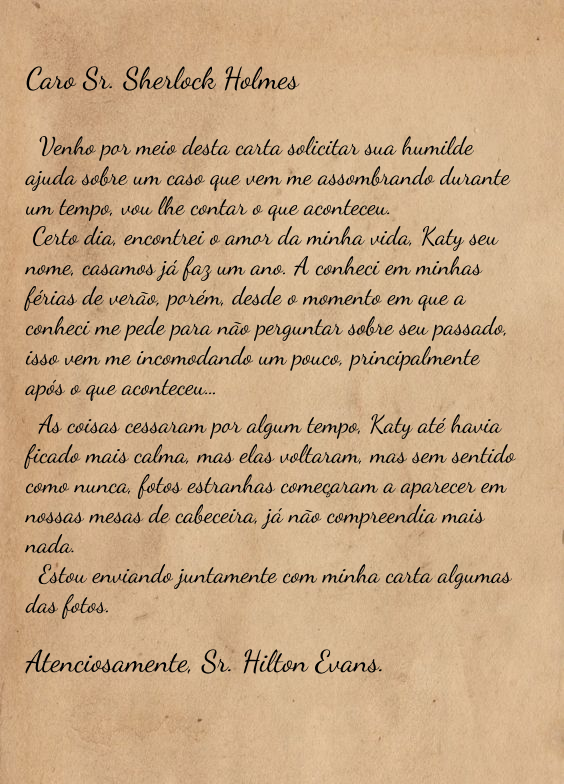 Caro Sr. Sherlock Holmes
Venho por meio desta carta solicitar sua humilde
ajuda sobre um caso que vem me assombrando durante
um tempo, vou lhe contar o que aconteceu.
Certo dia, encontrei o amor da minha vida, Katy seu
nome, casamos já faz um ano. A conheci em minhas
férias de verão, porém, desde o momento em que a
conheci me pede para não perguntar sobre seu passado,
isso vem me incomodando um pouco, principalmente
após o que aconteceu...
As coisas cessaram por algum tempo, Katy até havia
ficado mais calma, mas elas voltaram, mas sem sentido
como nunca, fotos estranhas começaram a aparecer em
nossas mesas de cabeceira, já não compreendia mais
nada.
Estou enviando juntamente com minha carta algumas
das fotos.
Atenciosamente, Sr. Hilton Evans.